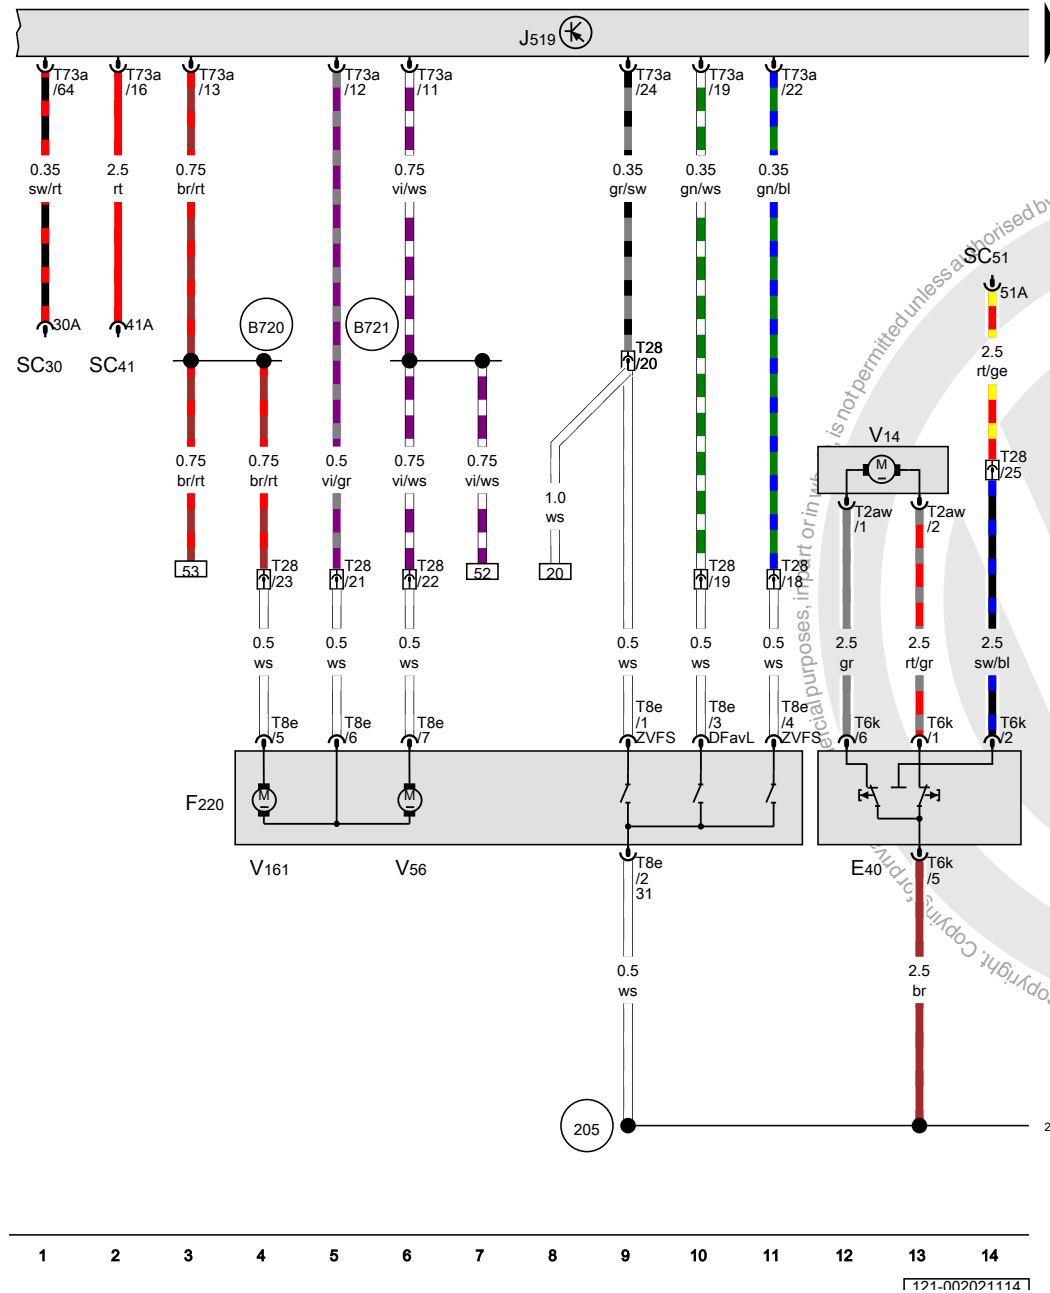 J519
T73a /64
T73a /16
T73a /13
T73a /12
T73a /11
T73a /24
T73a /19
T73a /22
0.35 sw/rt
2.5 rt
0.75 br/rt
0.75 vi/ws
0.35 gr/sw
0.35 gn/ws
0.35 gn/bl
SC51
51A
30A
41A
B720
B721
SC30
SC41
T28 /20
2.5 rt/ge
V14
M
0.75 br/rt
0.75 br/rt
0.5 vi/gr
0.75 vi/ws
0.75 vi/ws
1.0 ws
T28 /25
T2aw /1
T2aw /2
53
T28 /23
T28 /21
T28 /22
52
20
T28 /19
T28 /18
0.5 ws
0.5 ws
0.5 ws
0.5 ws
0.5 ws
0.5 ws
2.5 gr
2.5 rt/gr
2.5 sw/bl
T8e /5
T8e /6
T8e /7
T8e /1 ZVFS
T8e /3 DFavL
T8e /4 ZVFS
T6k /6
T6k /1
T6k /2
F220
M
M
V161
V56
T8e /2 31
E40
T6k /5
0.5 ws
2.5 br
205
2
1 2 3 4 5 6 7 8 9 10 11 12 13 14
121-002021114